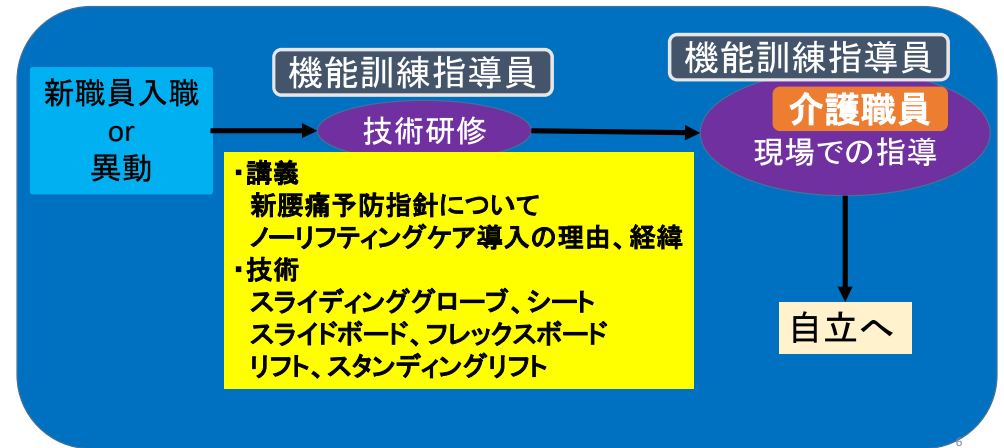 機能訓練指導員
機能訓練指導員
新職員入職
or
異動
技術研修
介護職員
現場での指導
・講義
新腰痛予防指針について
ノーリフティングケア導入の理由、経緯
・技術
スライディンググローブ、シート
スライドボード、フレックスボード
リフト、スタンディングリフト
自立へ
6